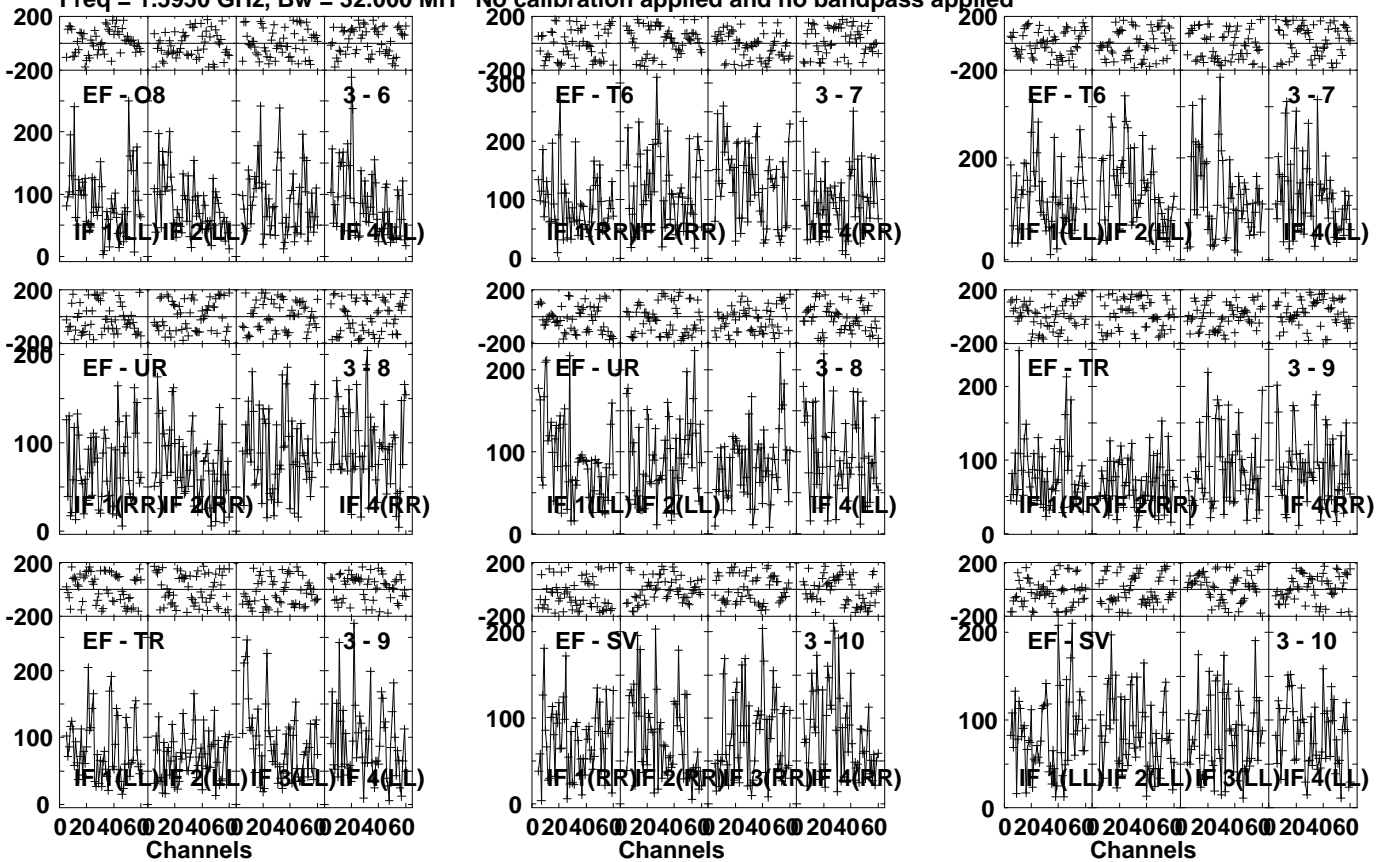 Freq = 1.5950 GHz, Bw = 32.000 MH No calibration applied and no bandpass applied
200 200 200
-200 -200 -200
EF - O8 3 - 6 300 EF - T6 3 - 7 EF - T6 3 - 7
200 200 200
100 100
IF 1(LL) IF 2(LL) IF 4(LL) IF 1(RR) IF 2(RR) IF 4(RR) IF 1(LL) IF 2(LL) IF 4(LL)
0 0 0
200 200 200
-200 -200 -200
200 EF - UR 3 - 8 EF - UR 3 - 8 EF - TR 3 - 9
200 200
100 100 100
IF 1(RR) IF 2(RR) IF 4(RR) IF 1(LL) IF 2(LL) IF 4(LL) IF 1(RR) IF 2(RR) IF 4(RR)
0 0 0
200 200 200
-200 -200 -200
EF - TR 3 - 9 200 EF - SV 3 - 10 EF - SV 3 - 10
200 200
100 100 100
IF 1(LL) IF 2(LL) IF 3(LL) IF 4(LL) IF 1(RR) IF 2(RR) IF 3(RR) IF 4(RR) IF 1(LL) IF 2(LL) IF 3(LL) IF 4(LL)
0 0 0
0 20 40 60 0 20 40 60 0 20 40 60 0 20 40 60 0 20 40 60 0 20 40 60 0 20 40 60 0 20 40 60 0 20 40 60 0 20 40 60 0 20 40 60 0 20 40 60
Channels Channels Channels